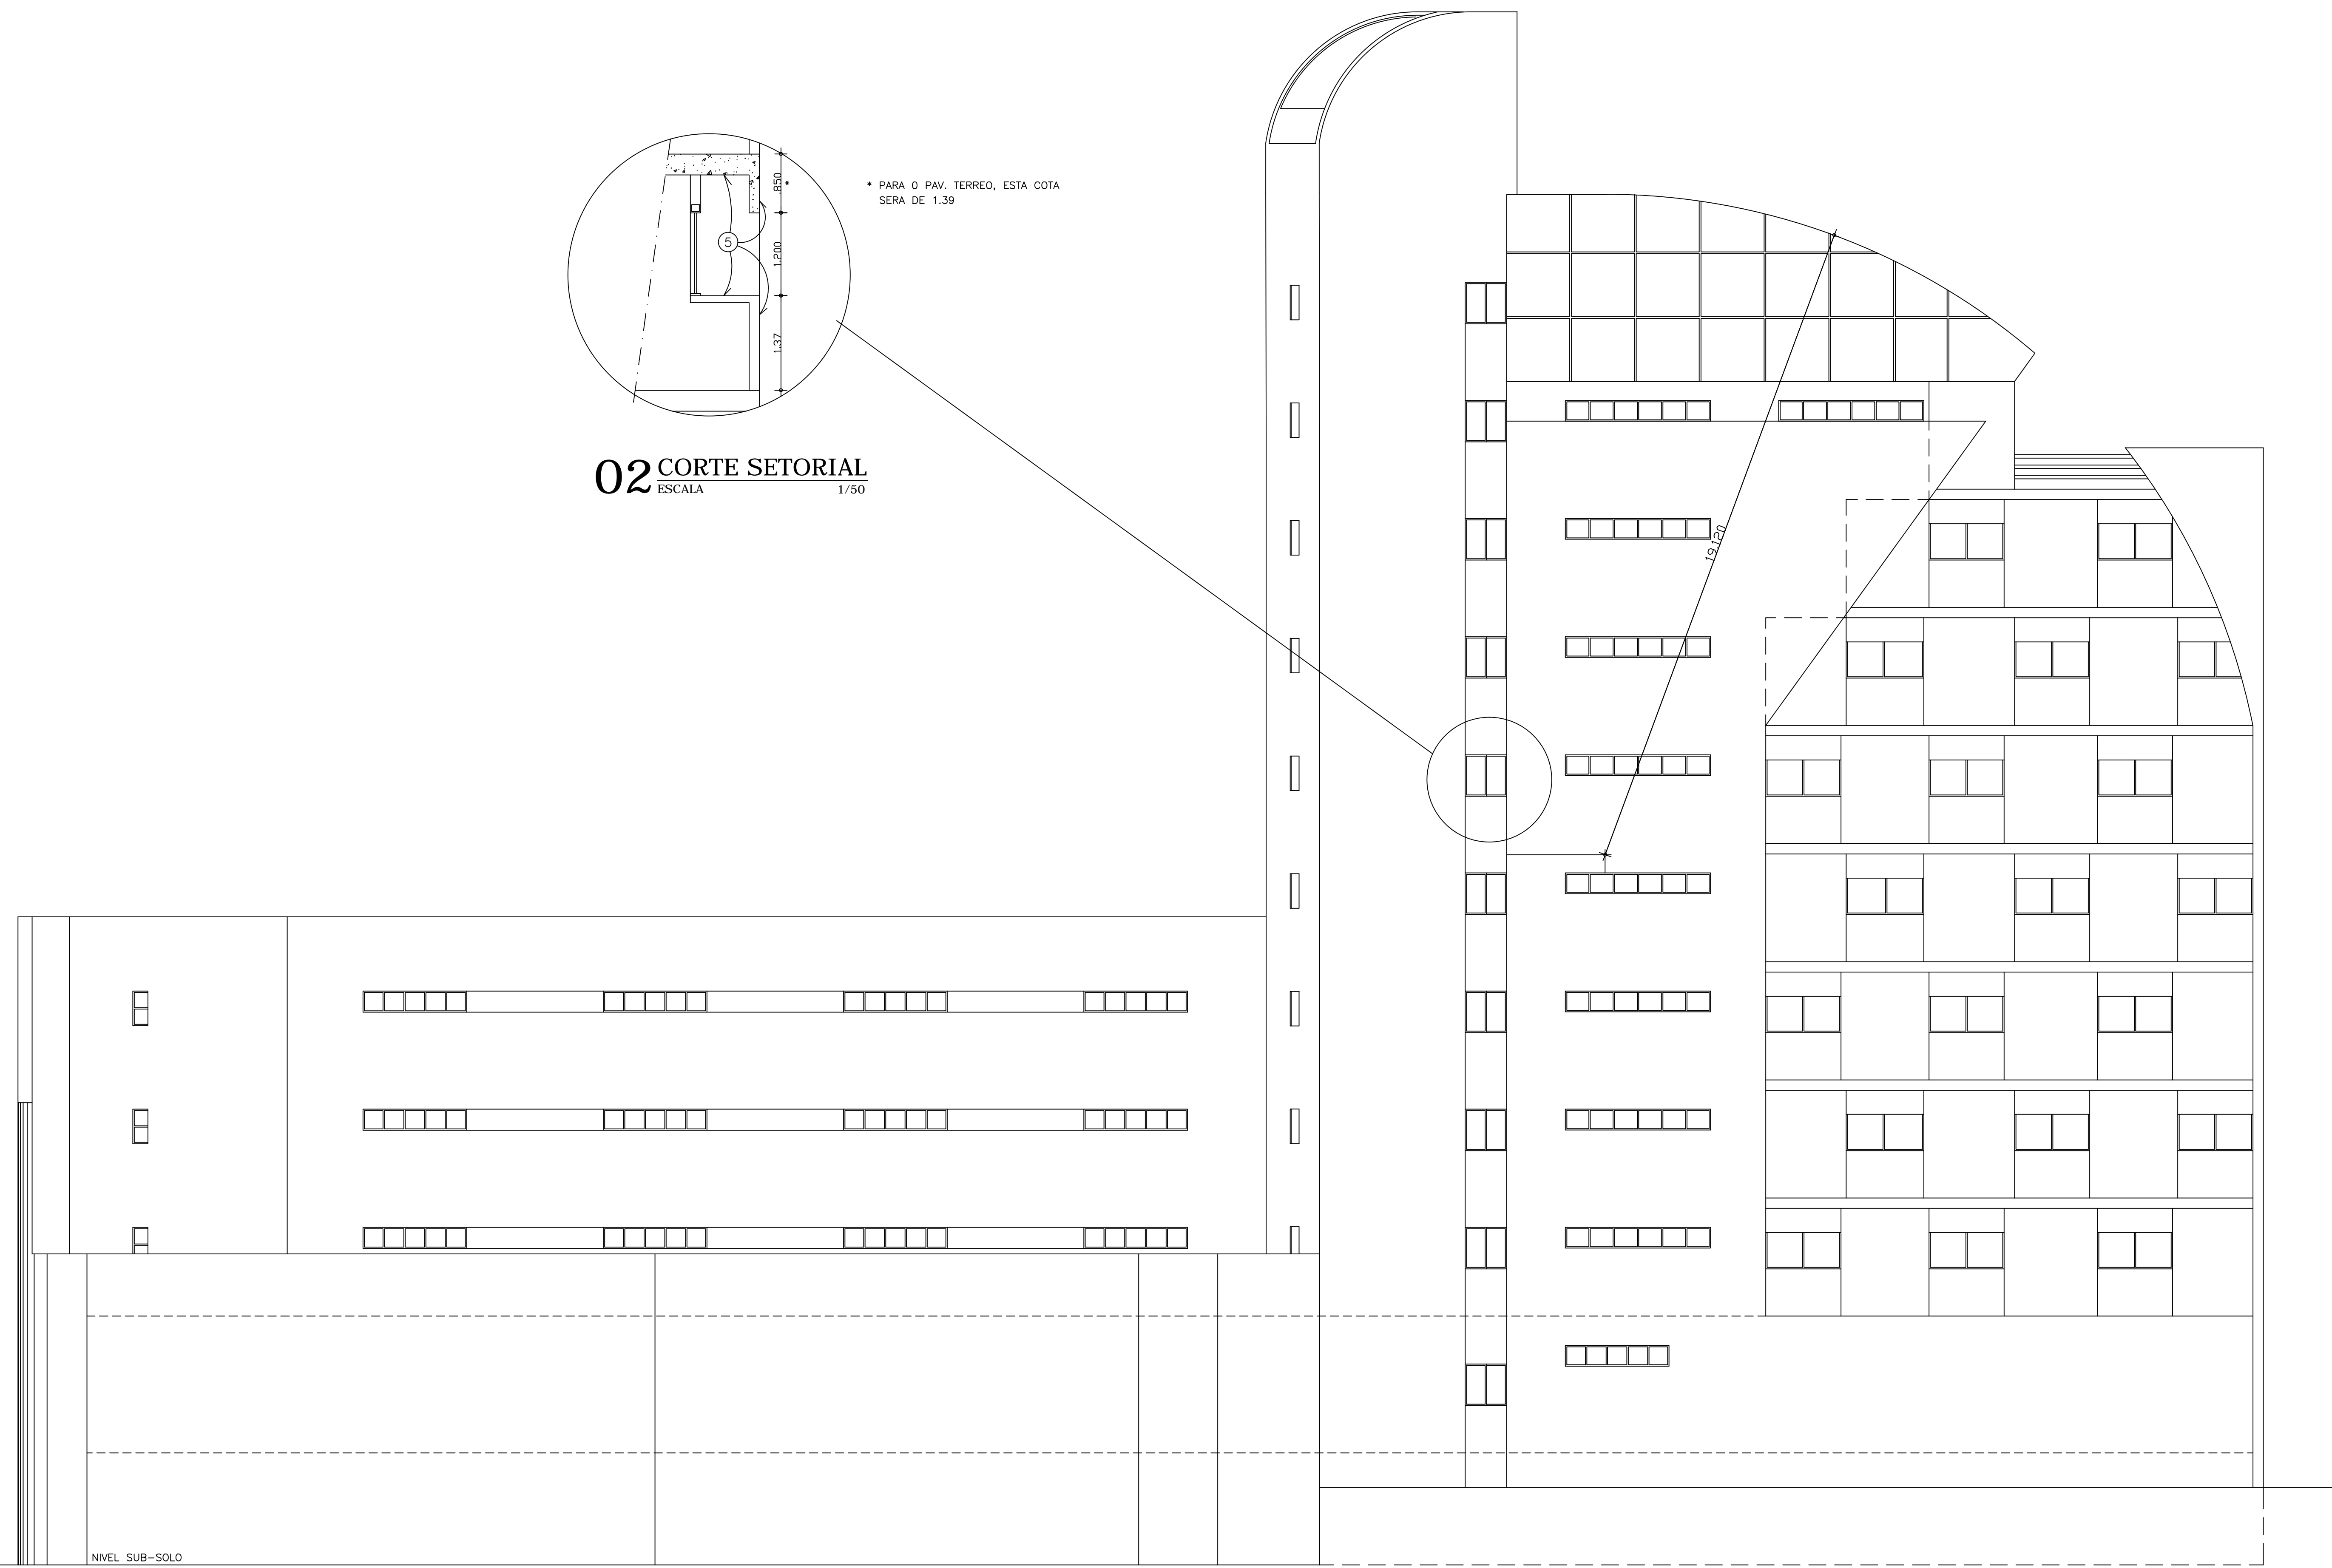 .850
*
* PARA O PAV. TERREO, ESTA COTA
SERA DE 1.39
5
1.200
1.37
02 CORTE SETORIAL
ESCALA 1/50
19.120
NIVEL SUB-SOLO